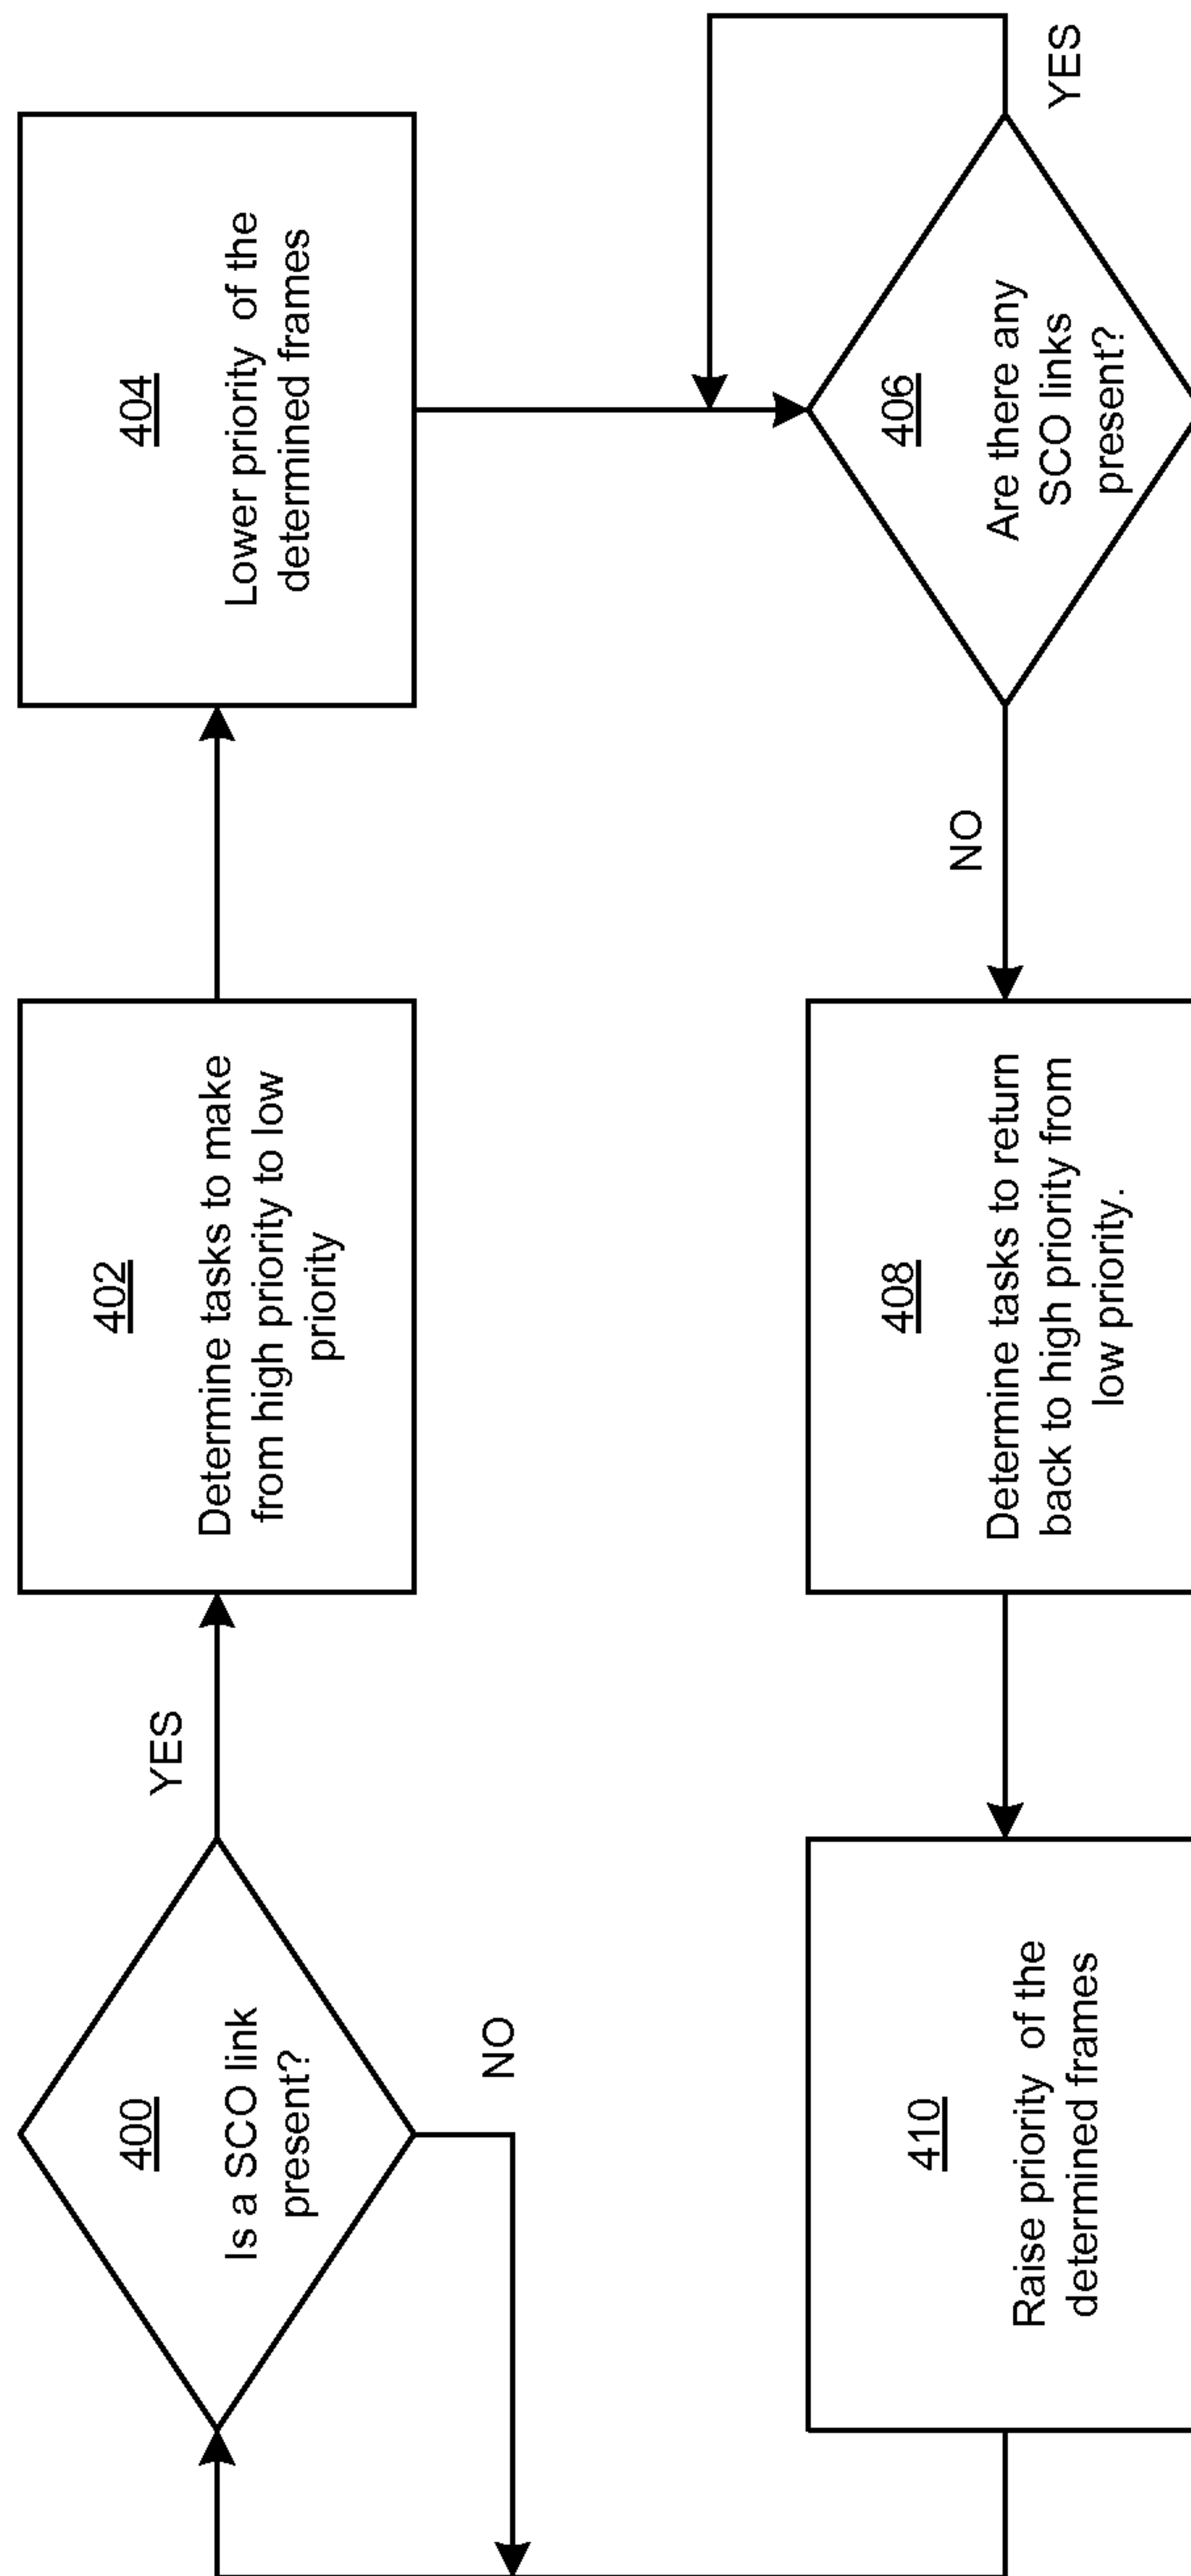 400
Is a SCO link
present?
YES
NO
402
Determine tasks to make
from high priority to low
priority
404
Lower priority of the
determined frames
406
Are there any
SCO links
present?
YES
NO
408
Determine tasks to return
back to high priority from
low priority.
410
Raise priority of the
determined frames